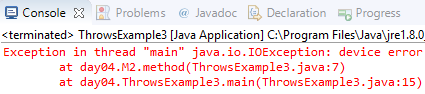 Console Problems @ Javadoc Declaration Progress
<terminated> ThrowsExample3 [Java Application] C:\Program Files\Java\jre1.8.0_
Exception in thread "main" java.io.IOException: device error
at day04.M2.method(ThrowsExample3.java:7)
at day04.ThrowsExample3.main(ThrowsExample3.java:15)